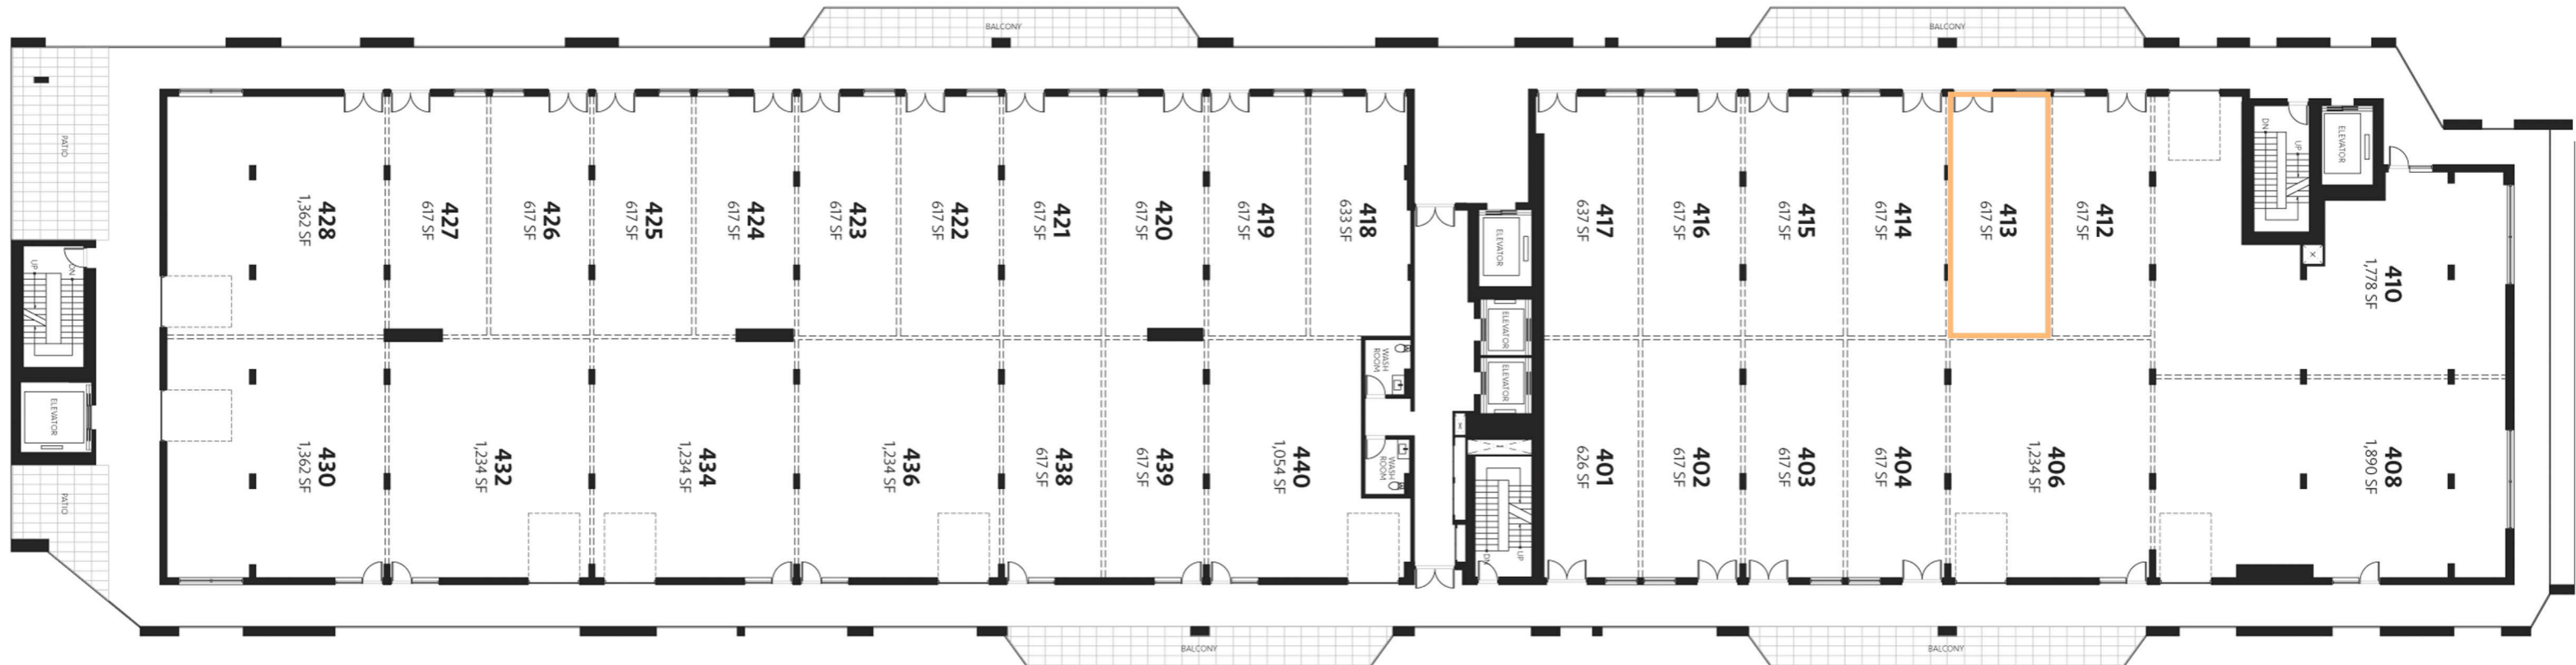 BALCONY
BALCONY
PATIO
428
1,362 SF
427
617 SF
426
617 SF
425
617 SF
424
617 SF
423
617 SF
422
617 SF
421
617 SF
420
617 SF
419
617 SF
418
633 SF
ELEVATOR
417
637 SF
416
617 SF
415
617 SF
414
617 SF
413
617 SF
412
617 SF
DN
UP
ELEVATOR
410
1,778 SF
UP
DN
ELEVATOR
PATIO
430
1,362 SF
432
1,234 SF
434
1,234 SF
436
1,234 SF
438
617 SF
439
617 SF
440
1,054 SF
WASH
ROOM
WASH
ROOM
ELEVATOR
ELEVATOR
DN
UP
401
626 SF
402
617 SF
403
617 SF
404
617 SF
406
1,234 SF
408
1,890 SF
BALCONY
BALCONY